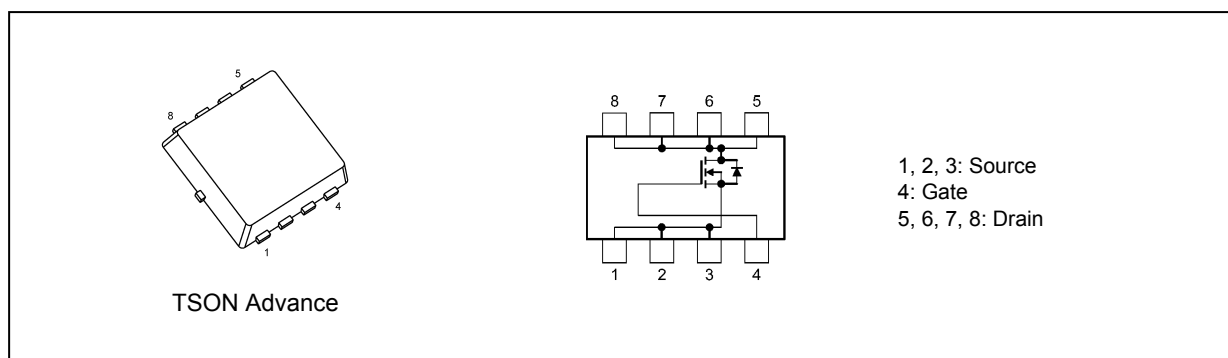 5
8
4
1
TSON Advance
8 7 6 5
1 2 3 4
1, 2, 3: Source
4: Gate
5, 6, 7, 8: Drain